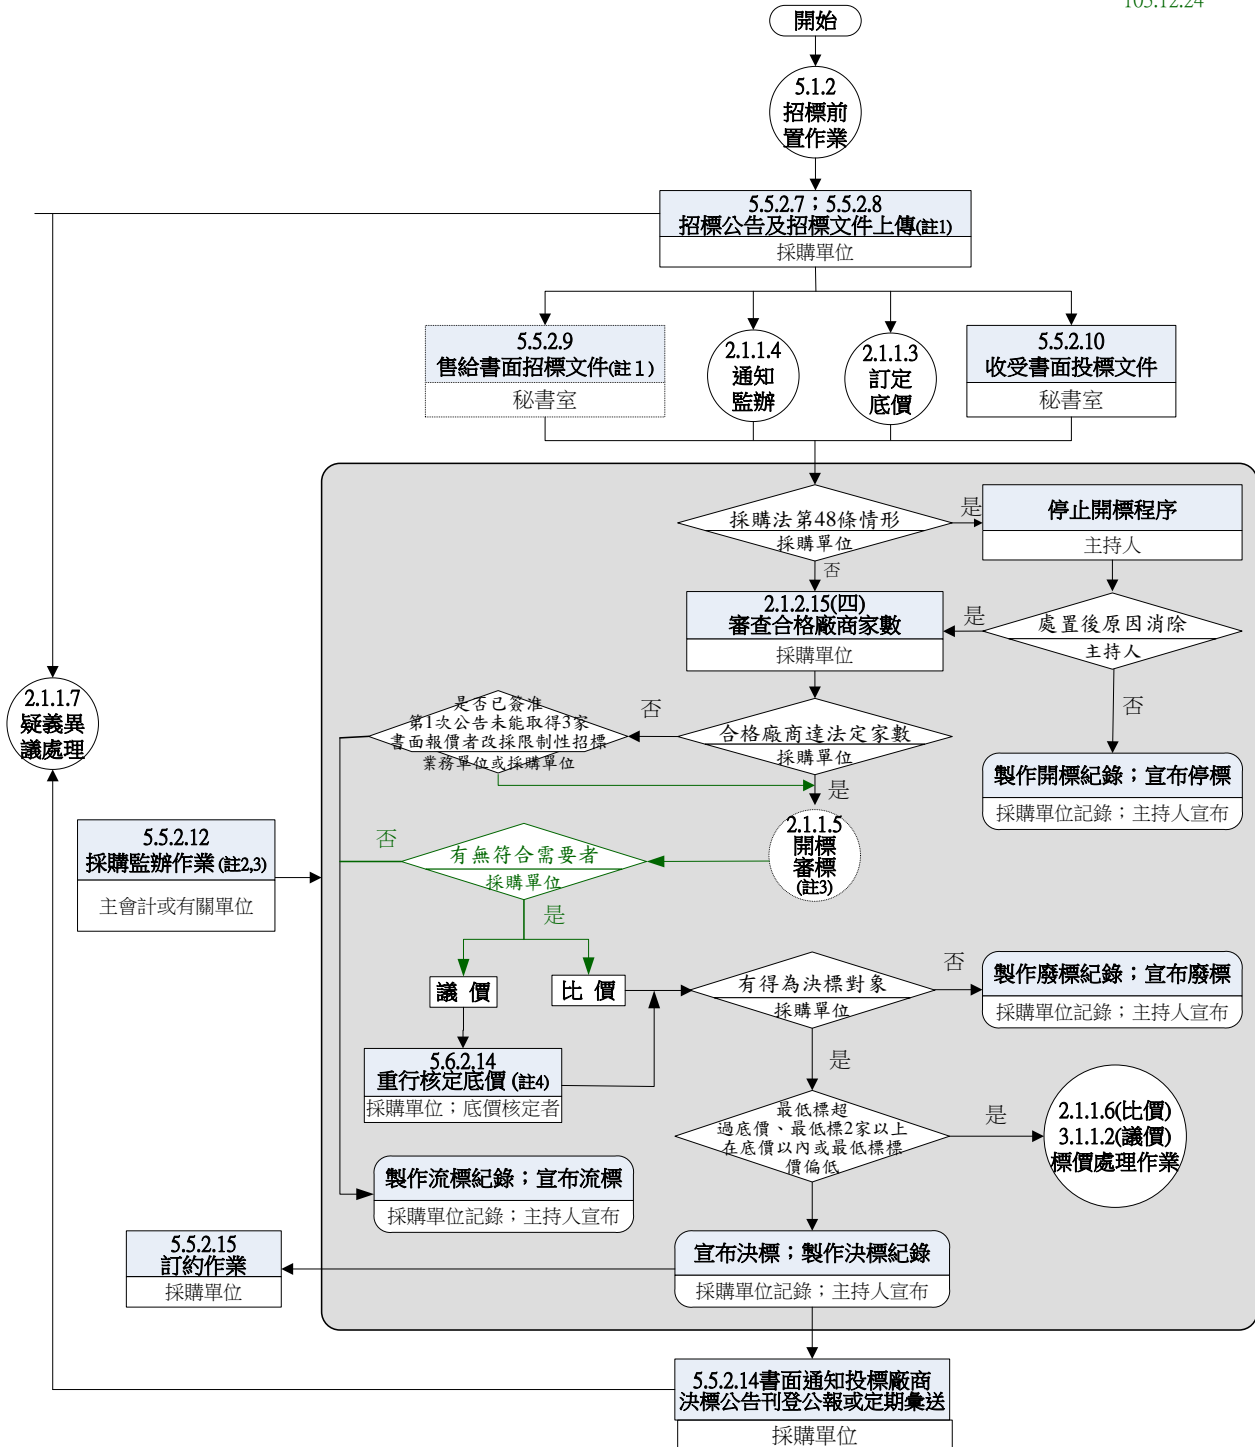 105.12.24
開始
5.1.2
招標前
置作業
5.5.2.7；5.5.2.8
招標公告及招標文件上傳(註1)
採購單位
5.5.2.9
售給書面招標文件(註1)
秘書室
2.1.1.4
通知
監辦
2.1.1.3
訂定
底價
5.5.2.10
收受書面投標文件
秘書室
採購法第48條情形
採購單位
是
停止開標程序
主持人
否
2.1.2.15(四)
審查合格廠商家數
採購單位
是
處置後原因消除
主持人
否
製作開標紀錄；宣布停標
採購單位記錄；主持人宣布
2.1.1.7
疑義異
議處理
是否已簽准
第1次公告未能取得3家
書面報價者改採限制性招標
業務單位或採購單位
否
合格廠商達法定家數
採購單位
是
5.5.2.12
採購監辦作業(註2,3)
主會計或有關單位
否
有無符合需要者
採購單位
2.1.1.5
開標
審標
(註3)
是
議 價
比 價
有得為決標對象
採購單位
否
製作廢標紀錄；宣布廢標
採購單位記錄；主持人宣布
5.6.2.14
重行核定底價(註4)
採購單位；底價核定者
是
最低標超
過底價、最低標2家以上
在底價以內或最低標標
價偏低
是
2.1.1.6(比價)
3.1.1.2(議價)
標價處理作業
製作流標紀錄；宣布流標
採購單位記錄；主持人宣布
5.5.2.15
訂約作業
採購單位
宣布決標；製作決標紀錄
採購單位記錄；主持人宣布
5.5.2.14書面通知投標廠商
決標公告刊登公報或定期彙送
採購單位